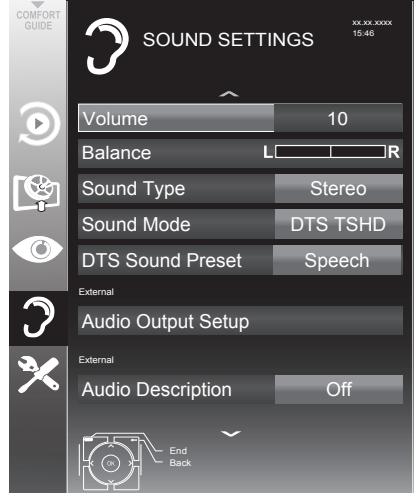 COMFORT
GUIDE
SOUND SETTINGS
xx.xx.xxxx
15:46
Volume 10
Balance L R
Sound Type Stereo
Sound Mode DTS TSHD
DTS Sound Preset Speech
External
Audio Output Setup
External
Audio Description Off
OK
End
Back